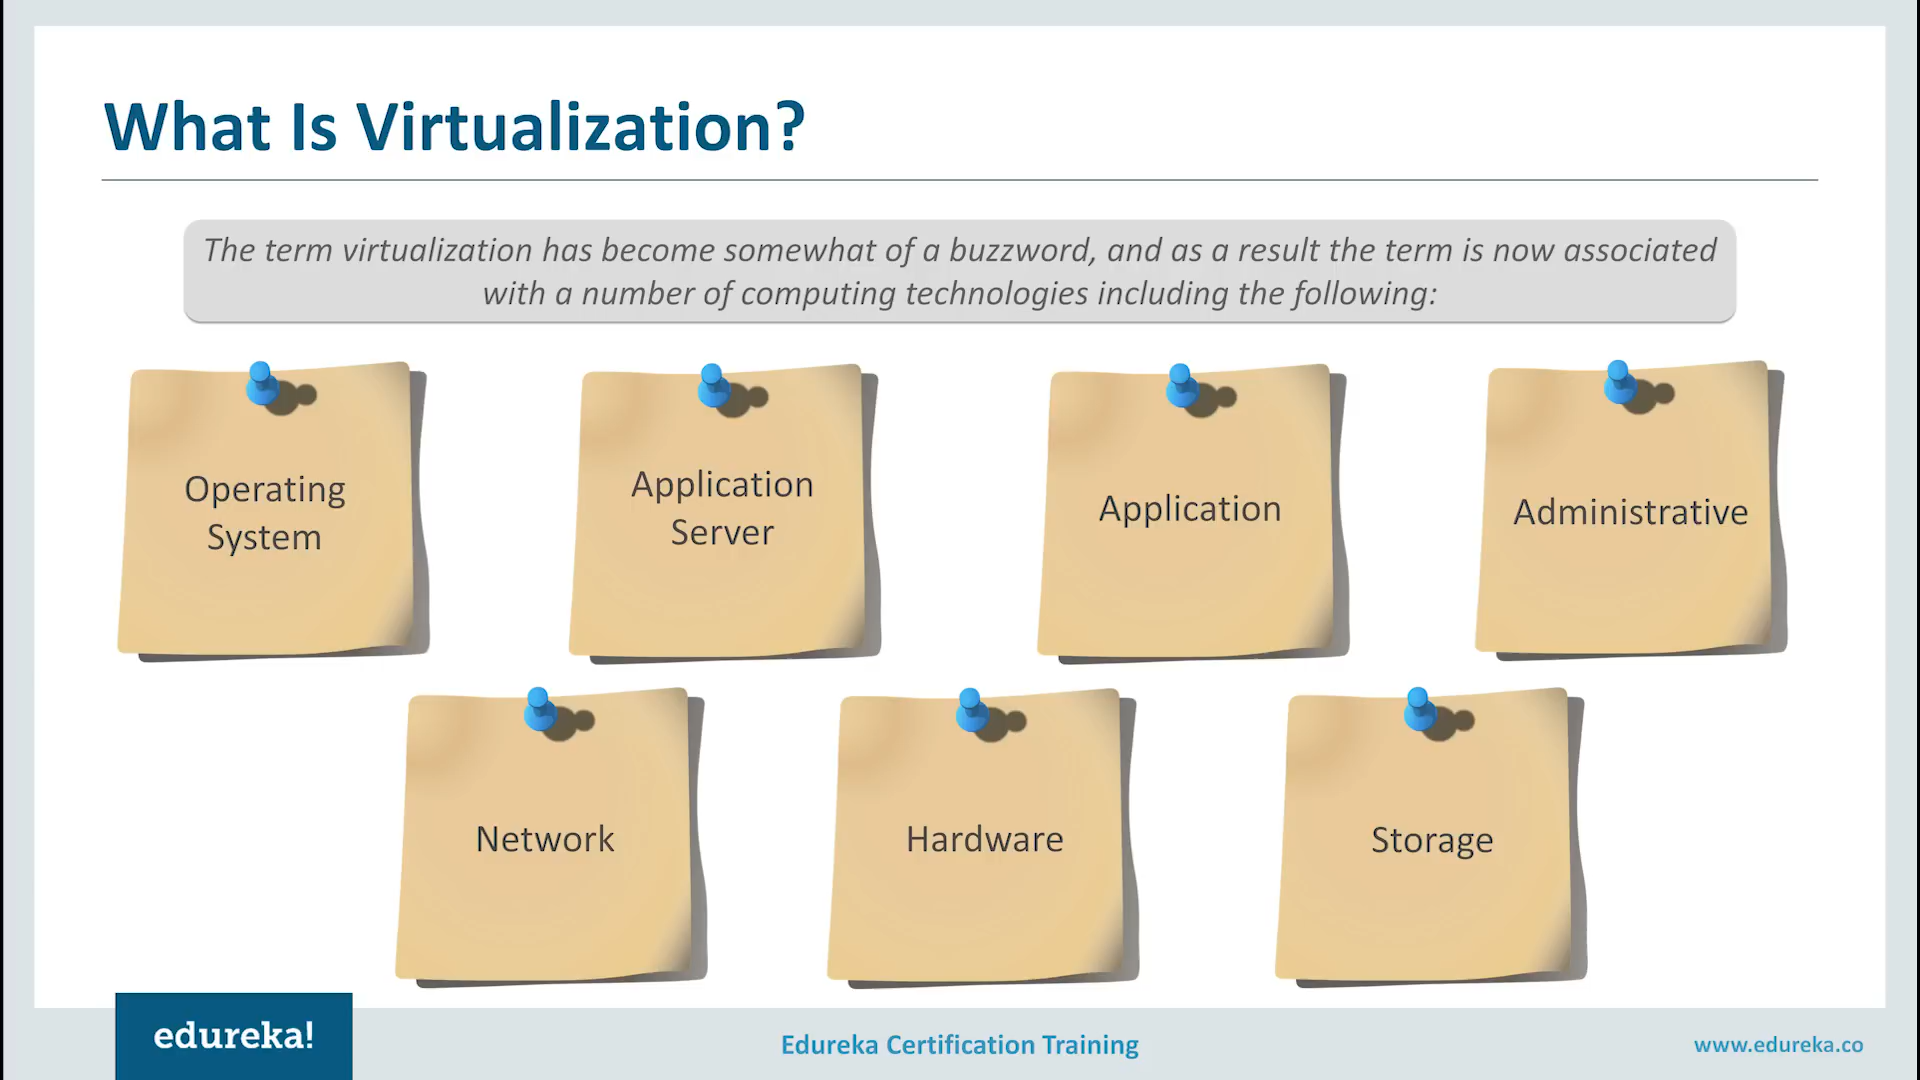 What Is Virtualization?
The term virtualization has become somewhat of a buzzword, and as a result the term is now associated
with a number of computing technologies including the following:
Operating
System
Application
Server
Application
Administrative
Network
Hardware
Storage
edureka!
Edureka Certification Training
www.edureka.co